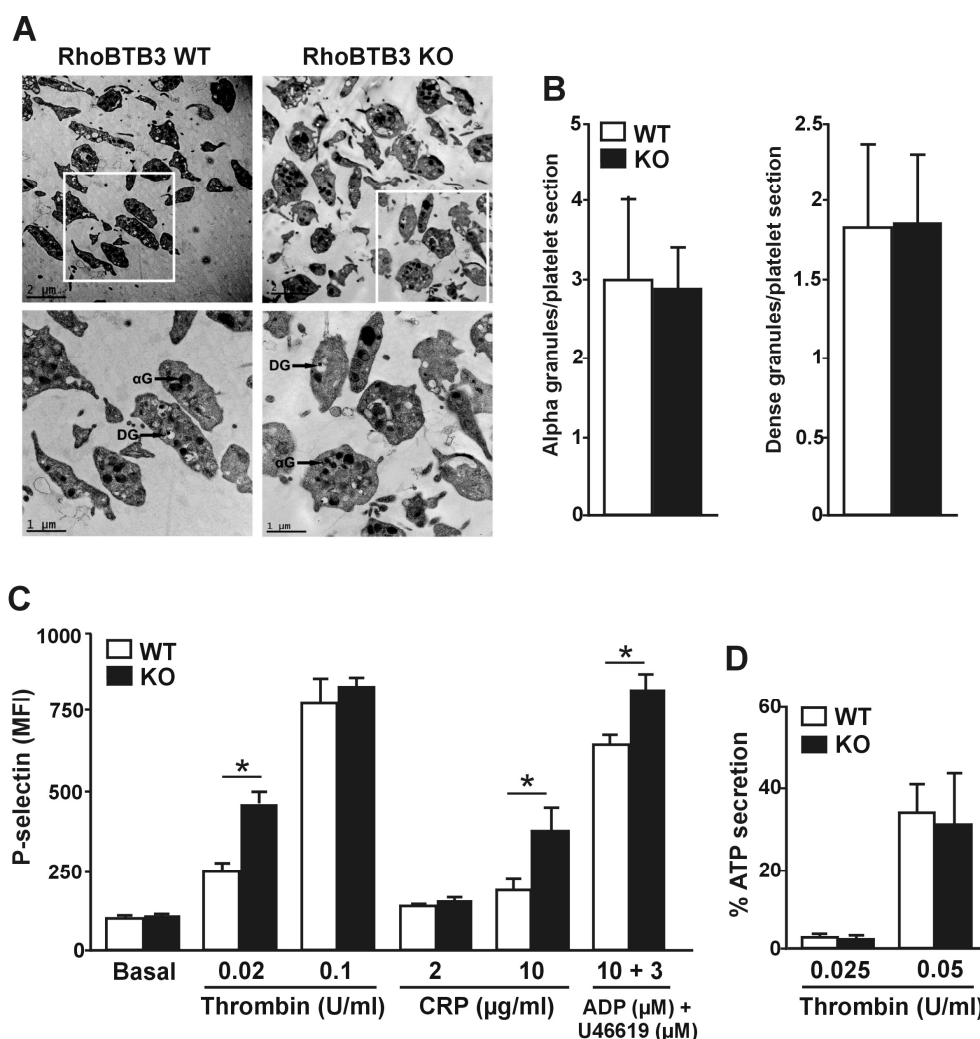 A
RhoBTB3 WT
RhoBTB3 KO
2 µm
2 µm
αG
DG
1 µm
DG
αG
1 µm
B
Alpha granules/platelet section
5
4
3
2
1
0
WT
KO
Dense granules/platelet section
2.5
2
1.5
1
0.5
0
C
P-selectin (MFI)
1000
750
500
250
0
WT
KO
*
*
*
Basal
0.02
0.1
2
10
10 + 3
Thrombin (U/ml)
CRP (µg/ml)
ADP (µM) +
U46619 (µM)
D
% ATP secretion
60
40
20
0
WT
KO
0.025
0.05
Thrombin (U/ml)